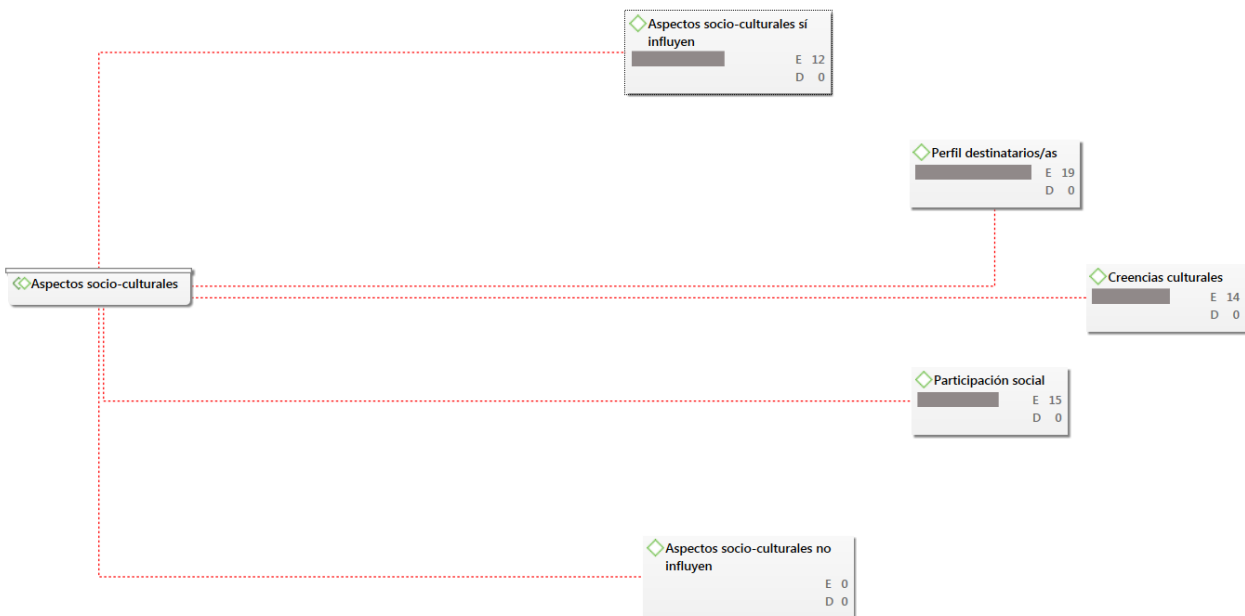 Aspectos socio-culturales sí
influyen
E 12
D 0
Perfil destinatarios/as
E 19
D 0
Aspectos socio-culturales
Creencias culturales
E 14
D 0
Participación social
E 15
D 0
Aspectos socio-culturales no
influyen
E 0
D 0